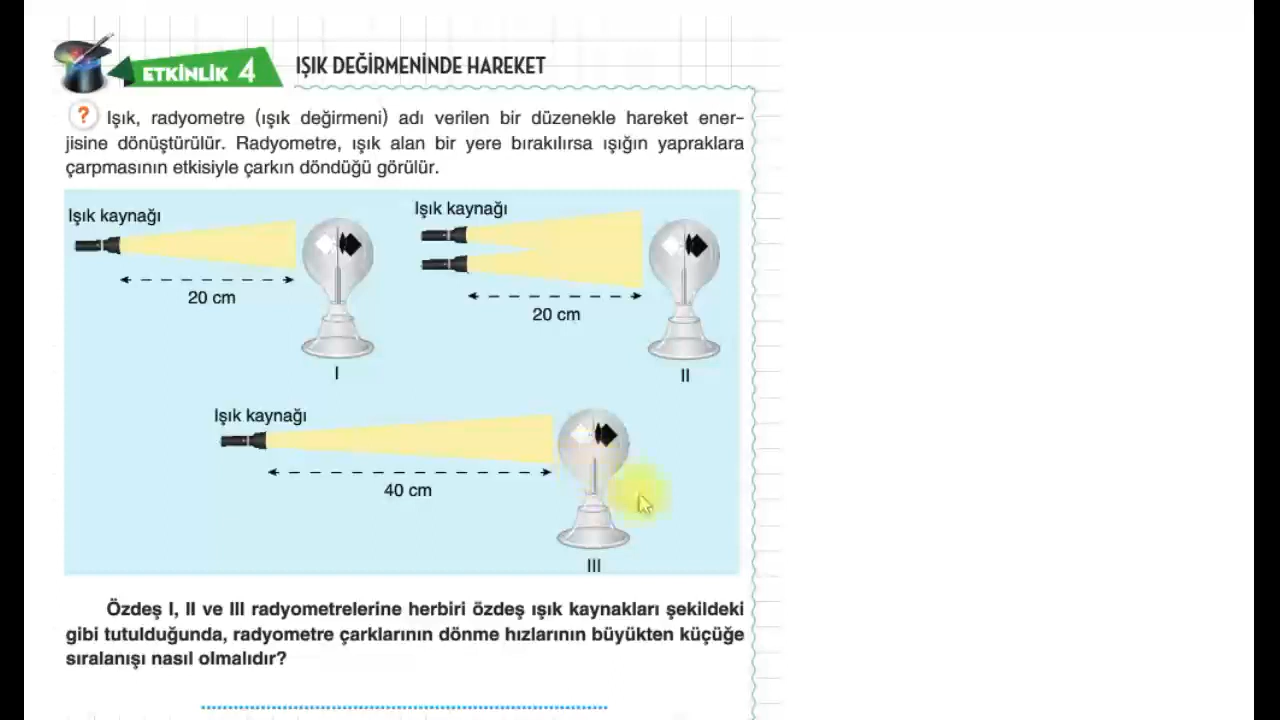 ETKİNLİK 4
IŞIK DEĞİRMENİNDE HAREKET
? Işık, radyometre (ışık değirmeni) adı verilen bir düzenekle hareket ener-
jisine dönüştürülür. Radyometre, ışık alan bir yere bırakılırsa ışığın yapraklara
çarpmasının etkisiyle çarkın döndüğü görülür.
Işık kaynağı
20 cm
I
Işık kaynağı
20 cm
II
Işık kaynağı
40 cm
III
Özdeş I, II ve III radyometrelerine herbiri özdeş ışık kaynakları şekildeki
gibi tutulduğunda, radyometre çarklarının dönme hızlarının büyükten küçüğe
sıralanışı nasıl olmalıdır?